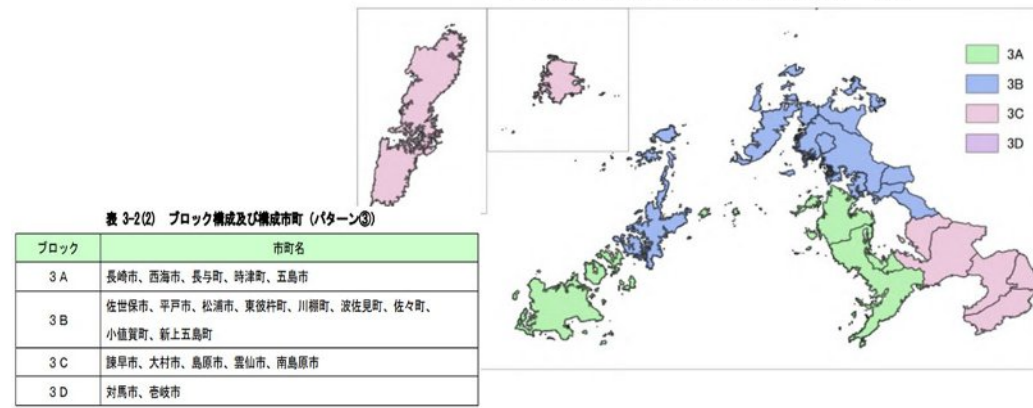 3A
3B
3C
3D
表 3-2(2) ブロック構成及び構成市町（パターン③）
ブロック 市町名
3A 長崎市、西海市、長与町、時津町、五島市
3B 佐世保市、平戸市、松浦市、東彼杵町、川棚町、波佐見町、佐々町、
小値賀町、新上五島町
3C 諫早市、大村市、島原市、雲仙市、南島原市
3D 対馬市、壱岐市